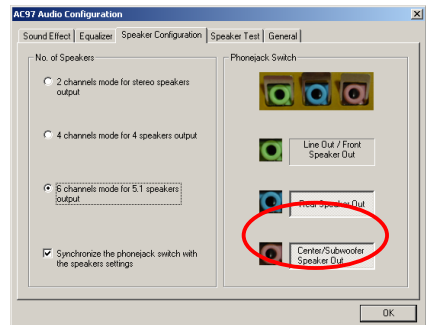 AC97 Audio Configuration
Sound Effect
Equalizer
Speaker Configuration
Speaker Test
General
No. of Speakers
2 channels mode for stereo speakers
output
4 channels mode for 4 speakers output
6 channels mode for 5.1 speakers
output
Synchronize the phonejack switch with
the speakers settings
Phonejack Switch
Line Out / Front
Speaker Out
Rear Speaker Out
Center/Subwoofer
Speaker Out
OK